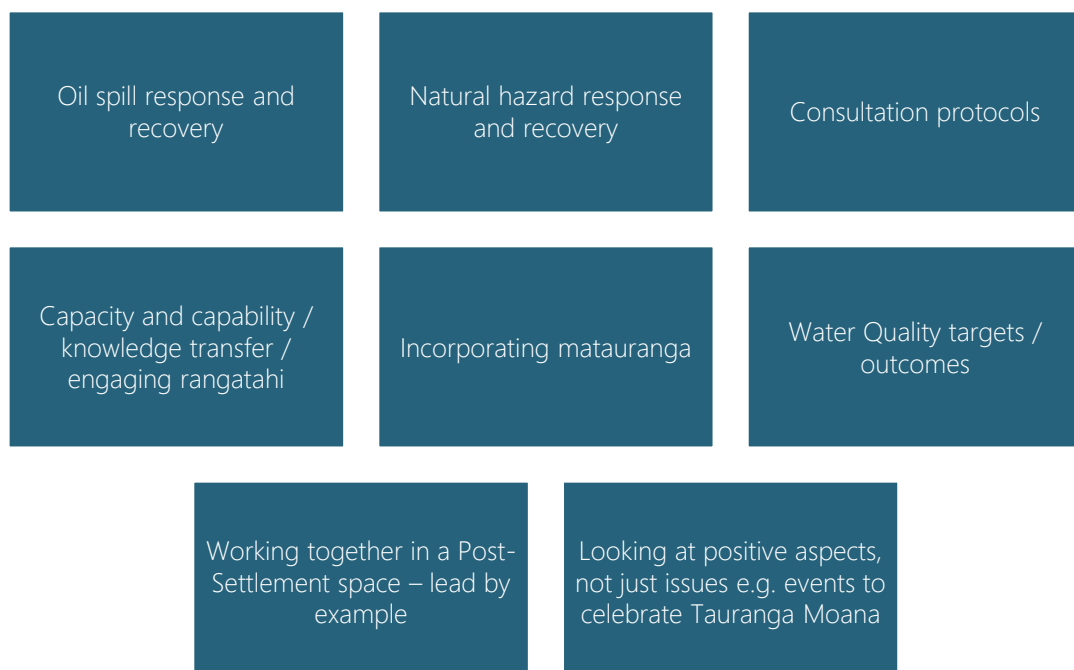 Oil spill response and
recovery
Natural hazard response
and recovery
Consultation protocols
Capacity and capability /
knowledge transfer /
engaging rangatahi
Incorporating matauranga
Water Quality targets /
outcomes
Working together in a Post-
Settlement space – lead by
example
Looking at positive aspects,
not just issues e.g. events to
celebrate Tauranga Moana